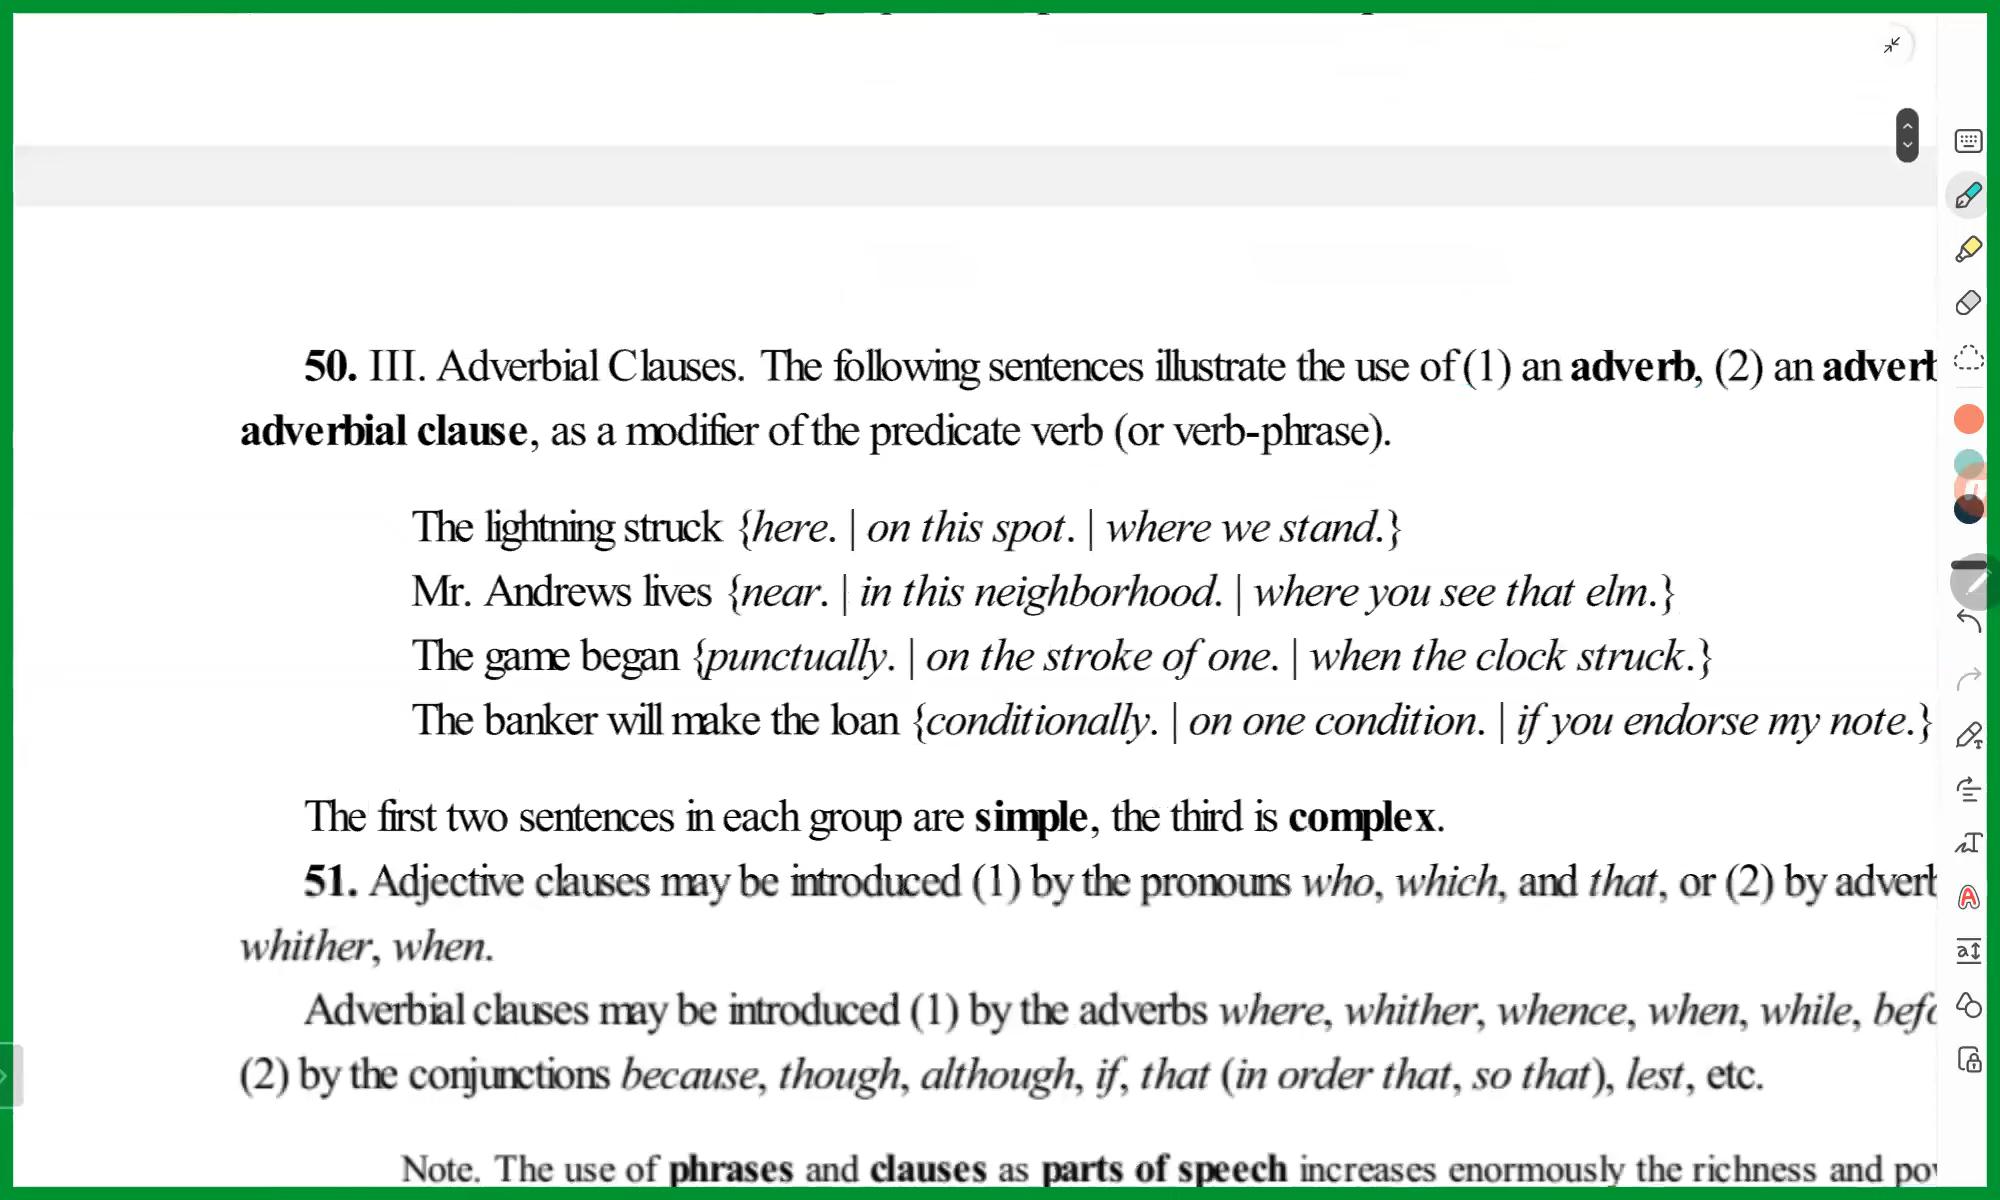 50. III. Adverbial Clauses. The following sentences illustrate the use of (1) an adverb, (2) an
adverbial clause, as a modifier of the predicate verb (or verb-phrase).
The lightning struck {here. | on this spot. | where we stand.}
Mr. Andrews lives {near. | in this neighborhood. | where you see that elm.}
The game began {punctually. | on the stroke of one. | when the clock struck.}
The banker will make the loan {conditionally. | on one condition. | if you endorse my note.}
The first two sentences in each group are simple, the third is complex.
51. Adjective clauses may be introduced (1) by the pronouns who, which, and that, or (2) by
whither, when.
Adverbial clauses may be introduced (1) by the adverbs where, whither, whence, when, while,
(2) by the conjunctions because, though, although, if, that (in order that, so that), lest, etc.
Note. The use of phrases and clauses as parts of speech increases enormously the richness and